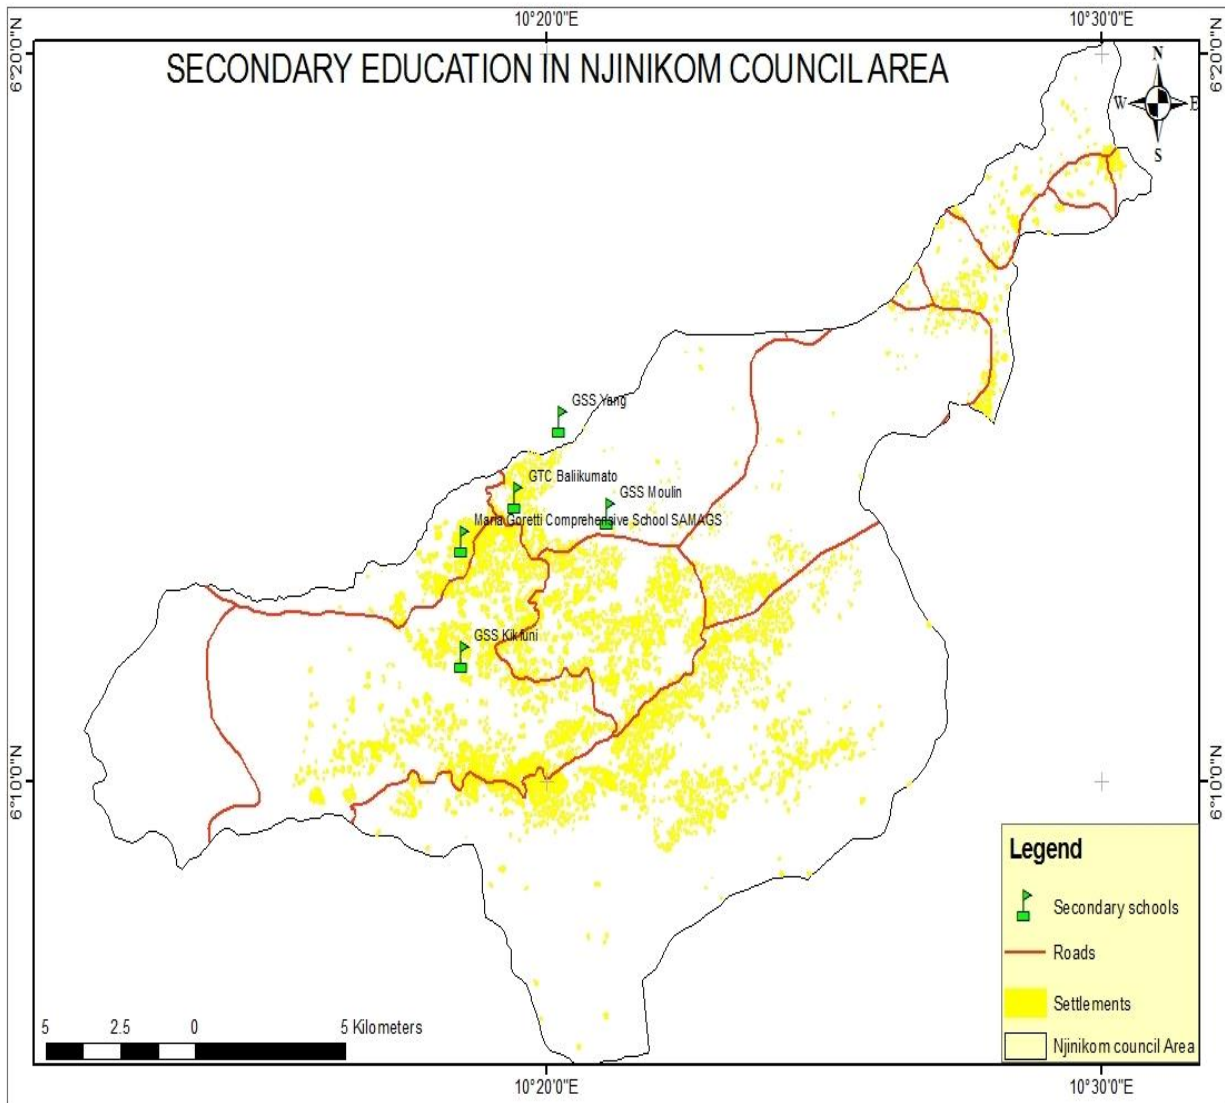 10°20'0"E 10°30'0"E
6°20'0"N 6°20'0"N
SECONDARY EDUCATION IN NJINIKOM COUNCIL AREA
N
W E
S
GSS Yang
GTC Baliikumato
GSS Moulin
Maria Goretti Comprehensive School SAMAGS
GSS Kikfuni
6°10'0"N 6°10'0"N
Legend
Secondary schools
Roads
Settlements
Njinikom council Area
5 2.5 0 5 Kilometers
10°20'0"E 10°30'0"E